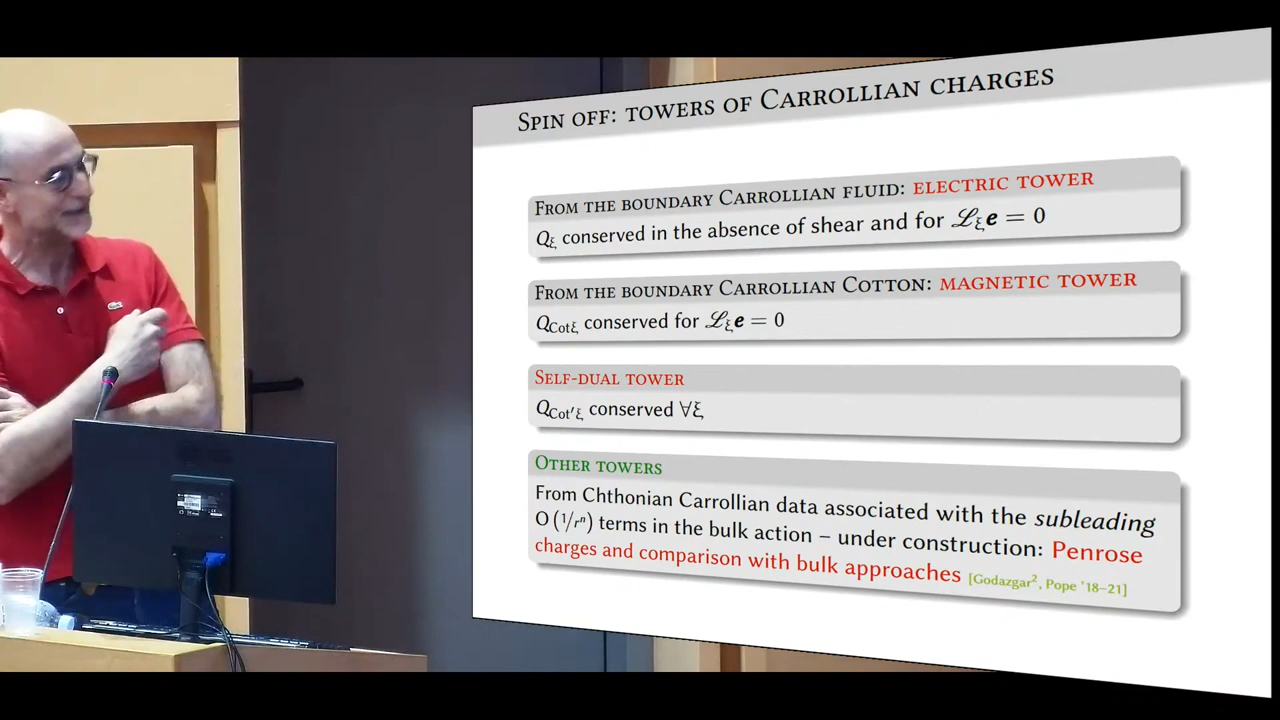 Spin off: towers of Carrollian charges
From the boundary Carrollian fluid: electric tower
Q_ξ conserved in the absence of shear and for ℒ_ξ e = 0
From the boundary Carrollian Cotton: magnetic tower
Q_Cotξ conserved for ℒ_ξ e = 0
Self-dual tower
Q_Cot′ξ conserved ∀ξ
Other towers
From Chthonian Carrollian data associated with the subleading
O (1/rⁿ) terms in the bulk action – under construction: Penrose
charges and comparison with bulk approaches [Godazgar², Pope '18–21]